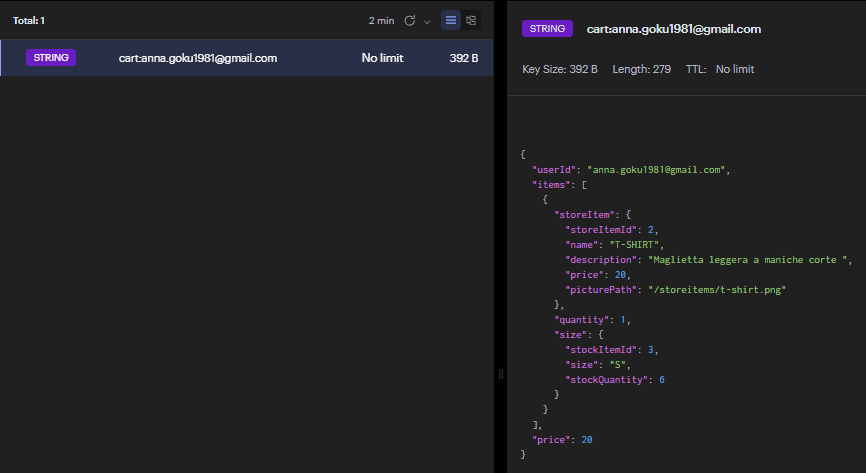 Total: 1
2 min
STRING
cart:anna.goku1981@gmail.com
No limit
392 B
STRING
cart:anna.goku1981@gmail.com
Key Size: 392 B
Length: 279
TTL:
No limit
{
"userId": "anna.goku1981@gmail.com",
"items": [
{
"storeItem": {
"storeItemId": 2,
"name": "T-SHIRT",
"description": "Maglietta leggera a maniche corte ",
"price": 20,
"picturePath": "/storeitems/t-shirt.png"
},
"quantity": 1,
"size": {
"stockItemId": 3,
"size": "S",
"stockQuantity": 6
}
}
],
"price": 20
}